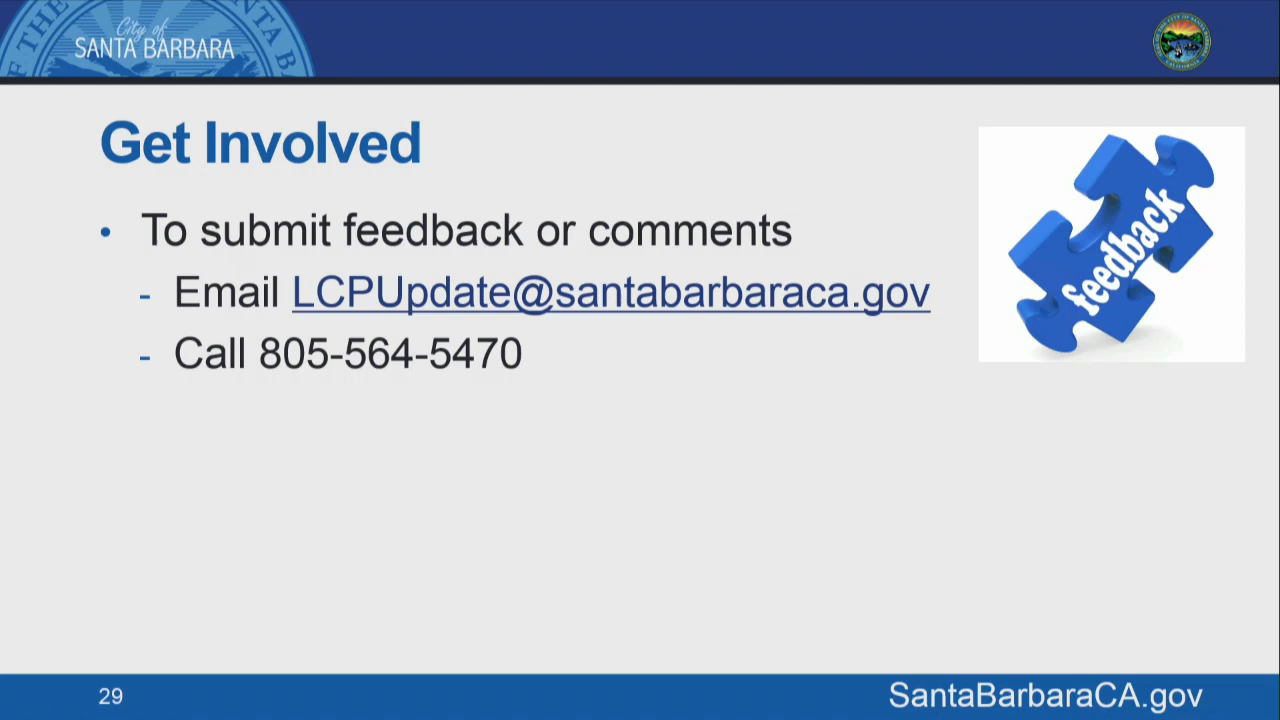 City of
SANTA BARBARA
Get Involved
• To submit feedback or comments
- Email LCPUpdate@santabarbaraca.gov
- Call 805-564-5470
feedback
29
SantaBarbaraCA.gov